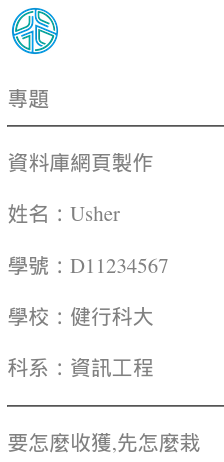 專題
資料庫網頁製作
姓名：Usher
學號：D11234567
學校：健行科大
科系：資訊工程
要怎麼收獲,先怎麼栽